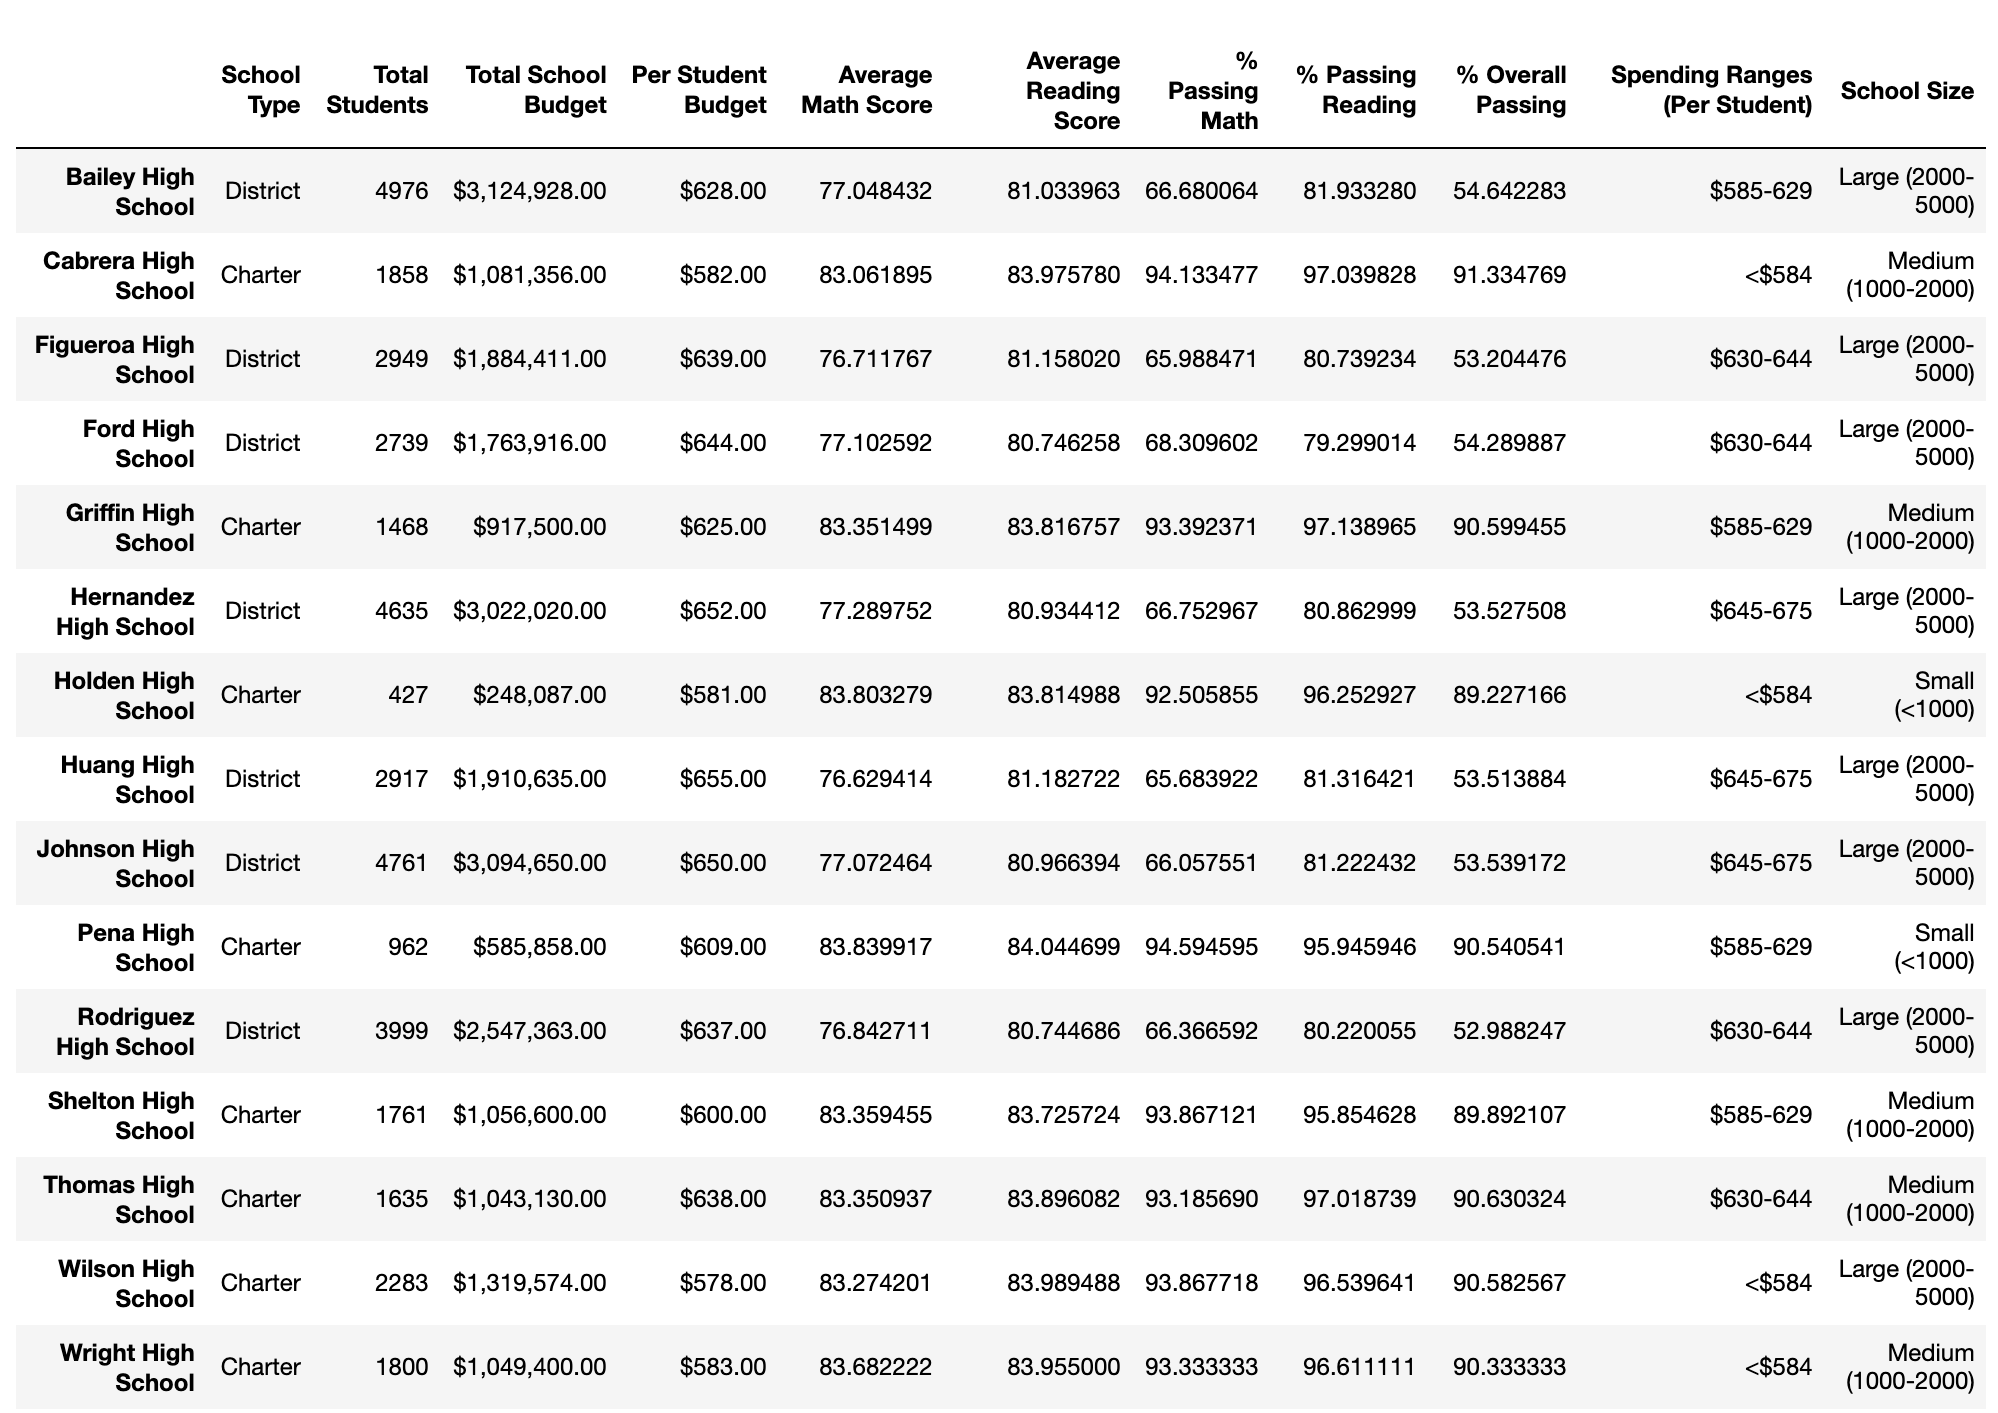 School Type Total Students Total School Budget Per Student Budget Average Math Score Average Reading Score % Passing Math % Passing Reading % Overall Passing Spending Ranges (Per Student) School Size
Bailey High School District 4976 $3,124,928.00 $628.00 77.048432 81.033963 66.680064 81.933280 54.642283 $585-629 Large (2000-5000)
Cabrera High School Charter 1858 $1,081,356.00 $582.00 83.061895 83.975780 94.133477 97.039828 91.334769 <$584 Medium (1000-2000)
Figueroa High School District 2949 $1,884,411.00 $639.00 76.711767 81.158020 65.988471 80.739234 53.204476 $630-644 Large (2000-5000)
Ford High School District 2739 $1,763,916.00 $644.00 77.102592 80.746258 68.309602 79.299014 54.289887 $630-644 Large (2000-5000)
Griffin High School Charter 1468 $917,500.00 $625.00 83.351499 83.816757 93.392371 97.138965 90.599455 $585-629 Medium (1000-2000)
Hernandez High School District 4635 $3,022,020.00 $652.00 77.289752 80.934412 66.752967 80.862999 53.527508 $645-675 Large (2000-5000)
Holden High School Charter 427 $248,087.00 $581.00 83.803279 83.814988 92.505855 96.252927 89.227166 <$584 Small (<1000)
Huang High School District 2917 $1,910,635.00 $655.00 76.629414 81.182722 65.683922 81.316421 53.513884 $645-675 Large (2000-5000)
Johnson High School District 4761 $3,094,650.00 $650.00 77.072464 80.966394 66.057551 81.222432 53.539172 $645-675 Large (2000-5000)
Pena High School Charter 962 $585,858.00 $609.00 83.839917 84.044699 94.594595 95.945946 90.540541 $585-629 Small (<1000)
Rodriguez High School District 3999 $2,547,363.00 $637.00 76.842711 80.744686 66.366592 80.220055 52.988247 $630-644 Large (2000-5000)
Shelton High School Charter 1761 $1,056,600.00 $600.00 83.359455 83.725724 93.867121 95.854628 89.892107 $585-629 Medium (1000-2000)
Thomas High School Charter 1635 $1,043,130.00 $638.00 83.350937 83.896082 93.185690 97.018739 90.630324 $630-644 Medium (1000-2000)
Wilson High School Charter 2283 $1,319,574.00 $578.00 83.274201 83.989488 93.867718 96.539641 90.582567 <$584 Large (2000-5000)
Wright High School Charter 1800 $1,049,400.00 $583.00 83.682222 83.955000 93.333333 96.611111 90.333333 <$584 Medium (1000-2000)